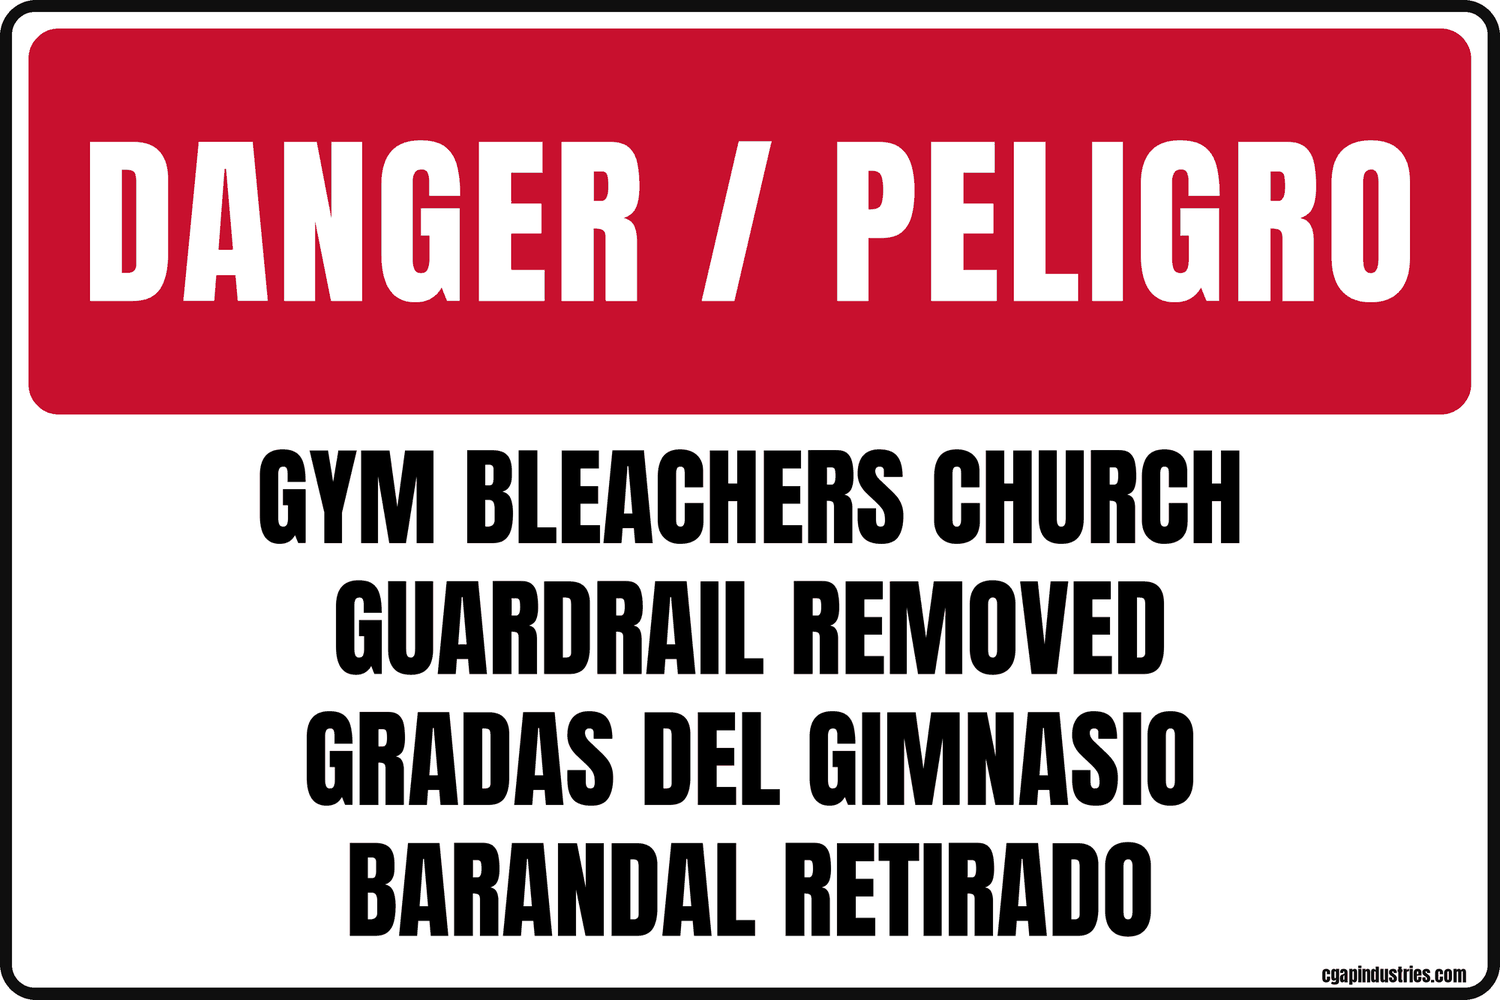 DANGER / PELIGRO
GYM BLEACHERS CHURCH
GUARDRAIL REMOVED
GRADAS DEL GIMNASIO
BARANDAL RETIRADO
cgapindustries.com